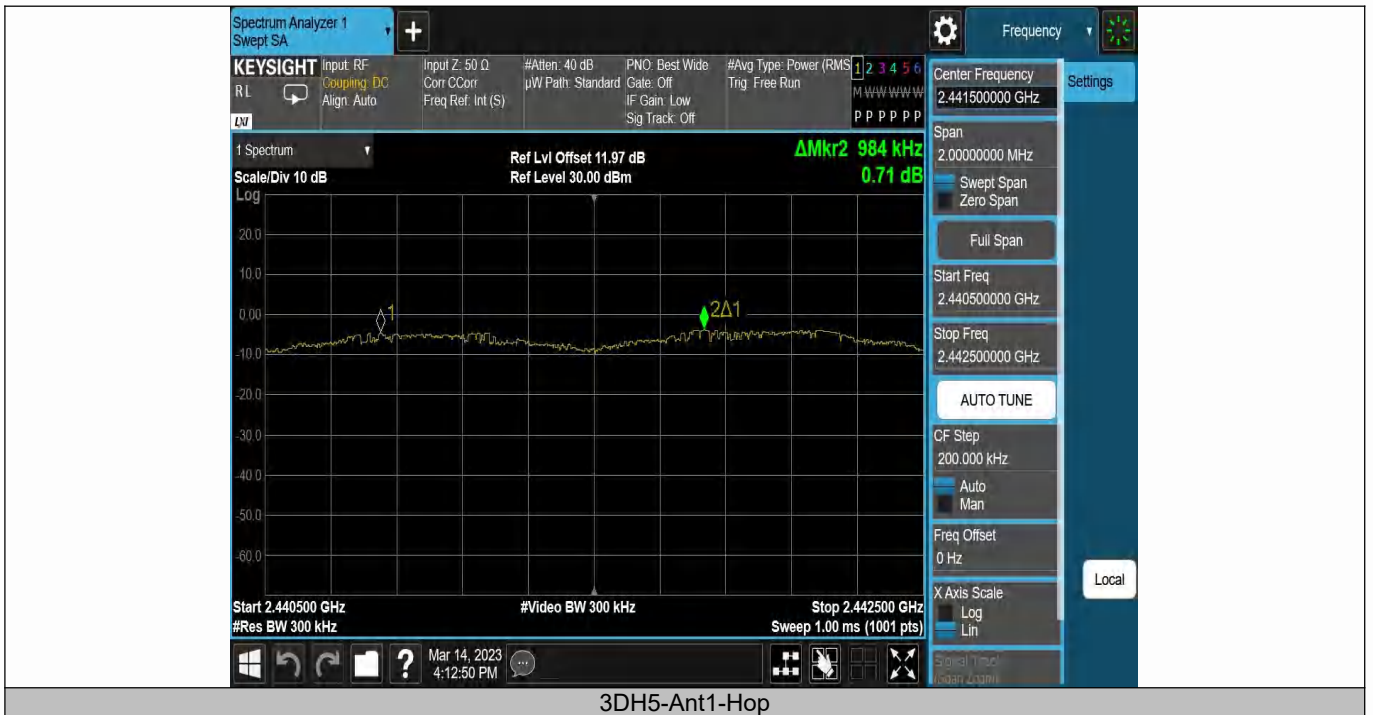 Spectrum Analyzer 1
Swept SA
+
Frequency
KEYSIGHT
RL
LXI
Input: RF
Coupling: DC
Align: Auto
Input Z: 50 Ω
Corr CCorr
Freq Ref: Int (S)
#Atten: 40 dB
µW Path: Standard
PNO: Best Wide
Gate: Off
IF Gain: Low
Sig Track: Off
#Avg Type: Power (RMS
Trig: Free Run
1 2 3 4 5 6
M W W W W W
P P P P P P
1 Spectrum
Scale/Div 10 dB
Log
Ref Lvl Offset 11.97 dB
Ref Level 30.00 dBm
ΔMkr2 984 kHz
0.71 dB
20.0
10.0
0.00
-10.0
-20.0
-30.0
-40.0
-50.0
-60.0
1
2Δ1
Start 2.440500 GHz
#Res BW 300 kHz
#Video BW 300 kHz
Stop 2.442500 GHz
Sweep 1.00 ms (1001 pts)
Center Frequency
2.441500000 GHz
Settings
Span
2.00000000 MHz
Swept Span
Zero Span
Full Span
Start Freq
2.440500000 GHz
Stop Freq
2.442500000 GHz
AUTO TUNE
CF Step
200.000 kHz
Auto
Man
Freq Offset
0 Hz
X Axis Scale
Log
Lin
Signal Track
(Span Zoom)
Local
?
Mar 14, 2023
4:12:50 PM
3DH5-Ant1-Hop